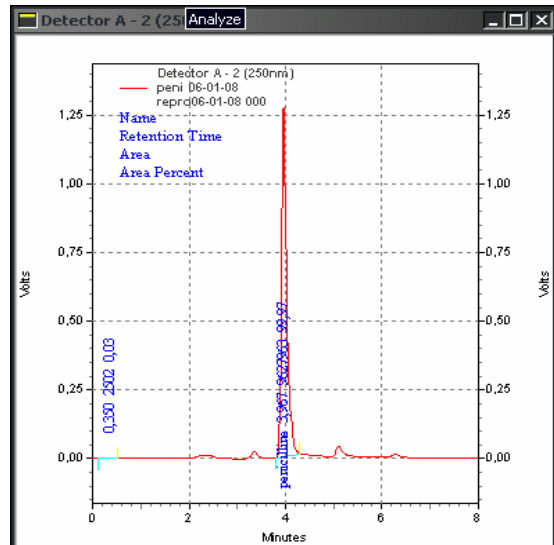 Detector A - 2 (25
Analyze
Detector A - 2 (250nm)
peni 06-01-08
repro06-01-08 000
Name
Retention Time
Area
Area Percent
1,25
1,00
0,75
0,50
0,25
0,00
Volts
1,25
1,00
0,75
0,50
0,25
0,00
Volts
0,350 2502 0,03
penicilline 3,967 99,97
0
2
4
6
8
Minutes